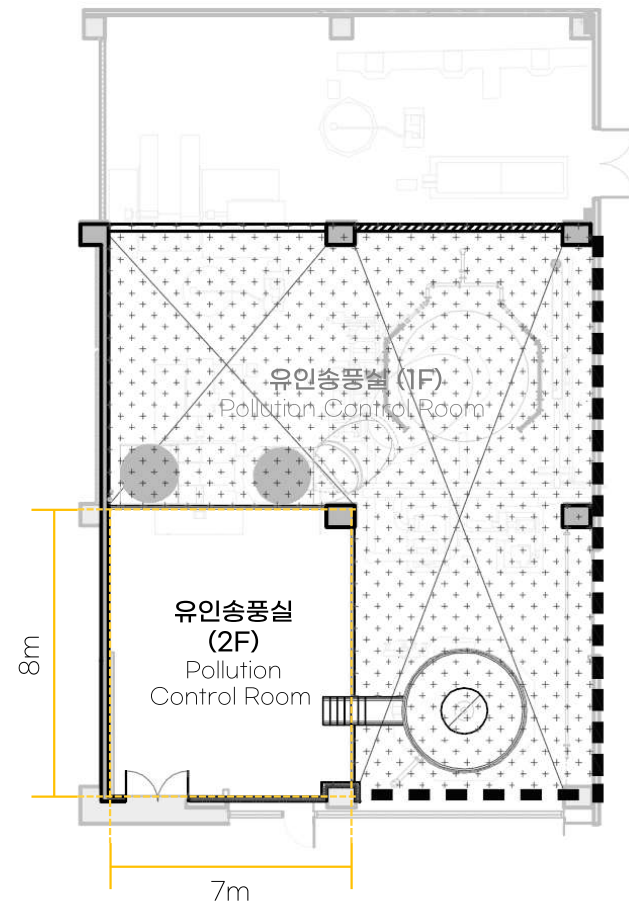 유인송풍실 (1F)
Pollution Control Room
유인송풍실
(2F)
Pollution
Control Room
8m
7m